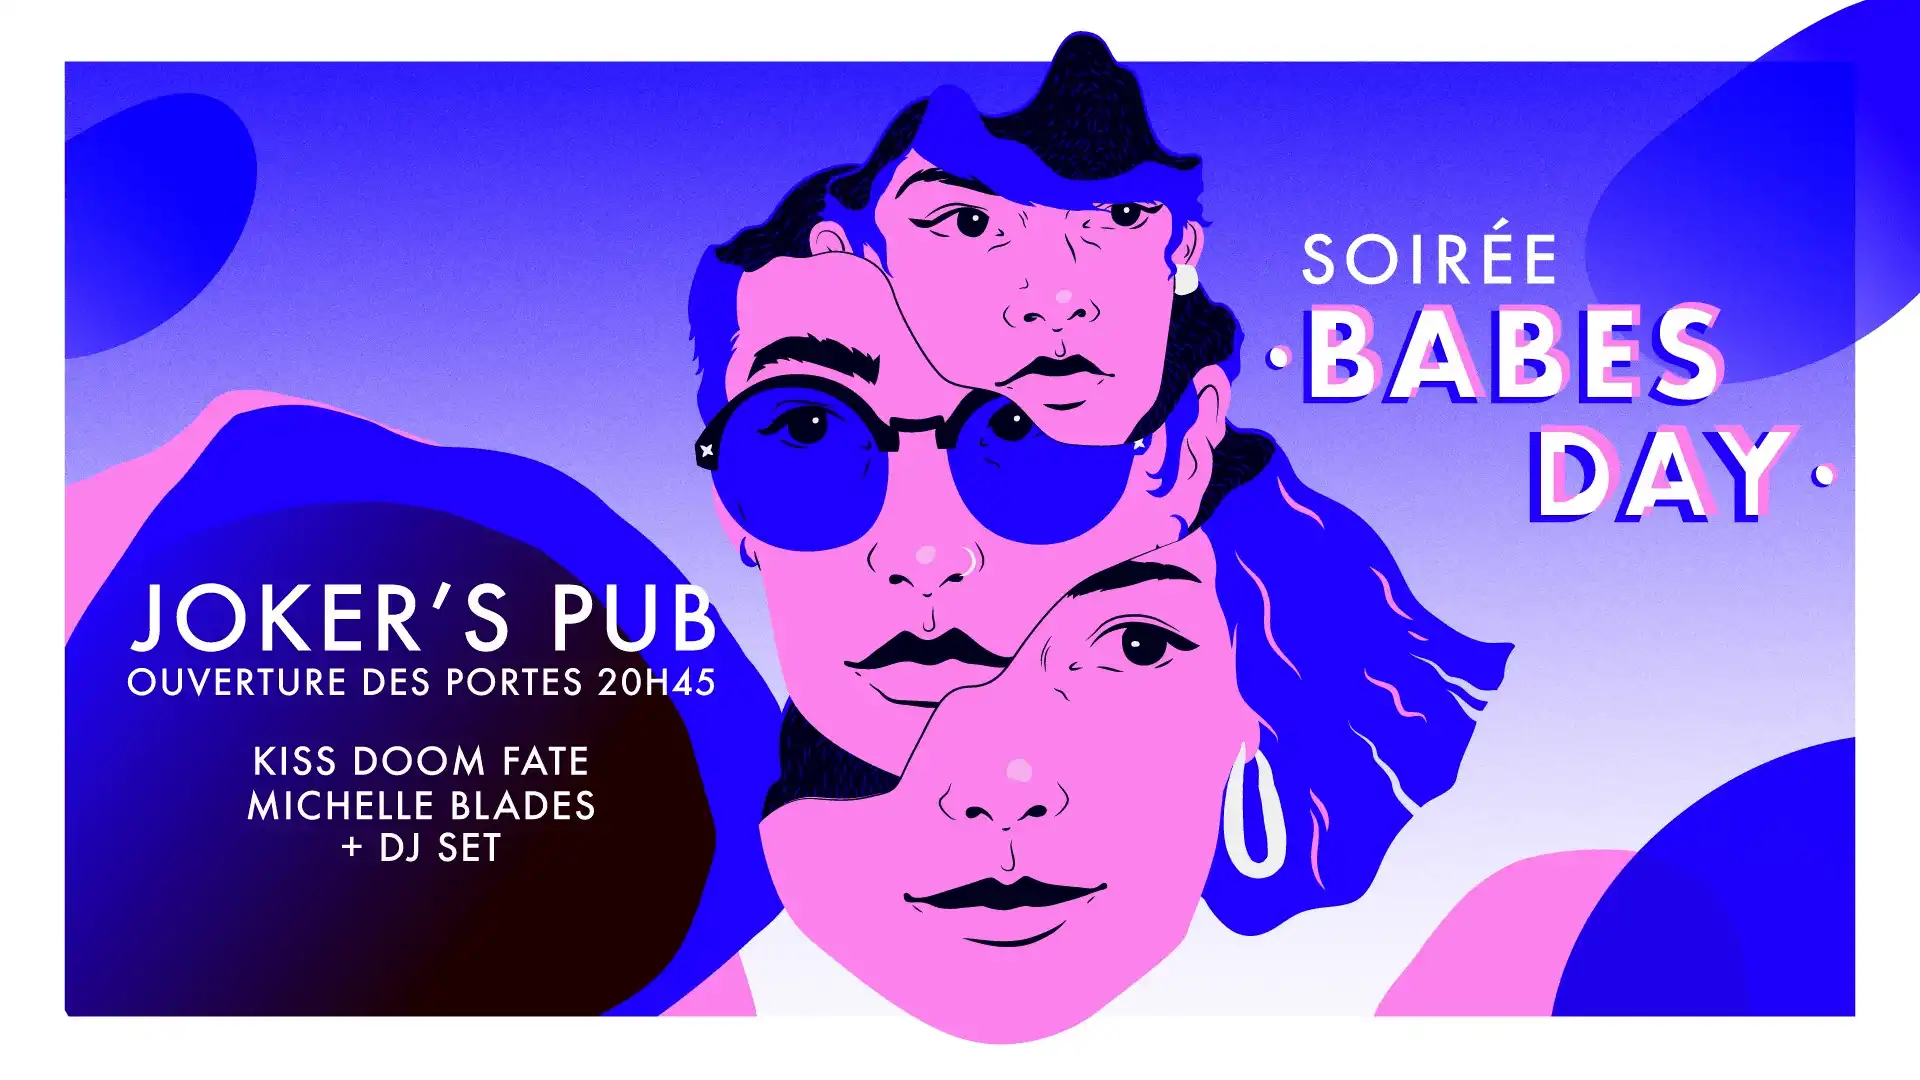 SOIRÉE
• BABES
DAY •
JOKER'S PUB
OUVERTURE DES PORTES 20H45
KISS DOOM FATE
MICHELLE BLADES
+ DJ SET